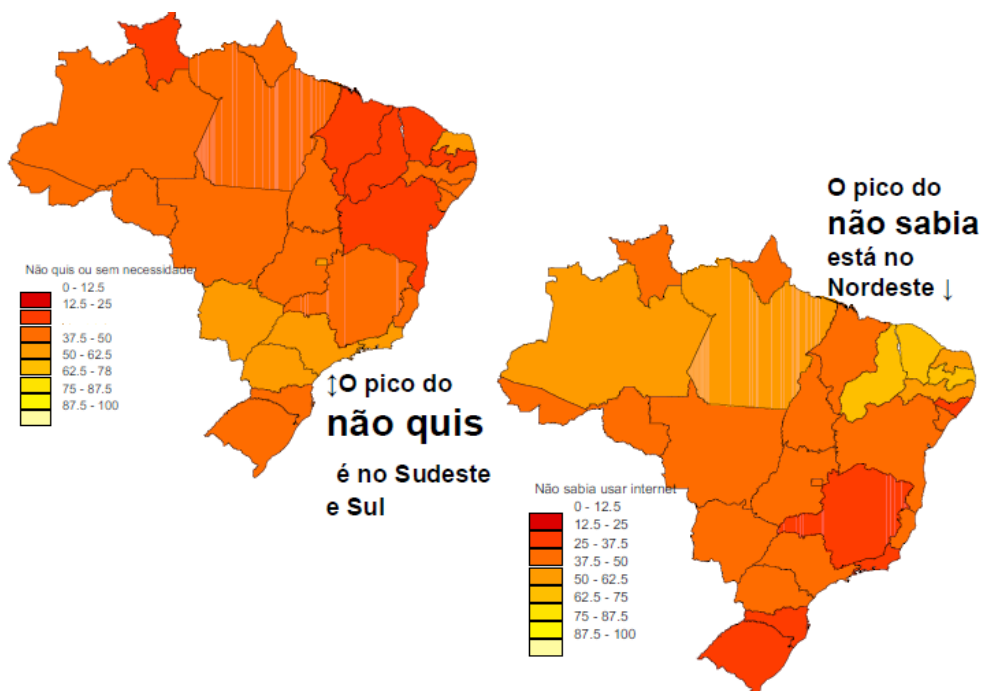 Não quis ou sem necessidade
0 - 12.5
12.5 - 25
37.5 - 50
50 - 62.5
62.5 - 78
75 - 87.5
87.5 - 100
↕O pico do
não quis
é no Sudeste
e Sul
O pico do
não sabia
está no
Nordeste ↓
Não sabia usar internet
0 - 12.5
12.5 - 25
25 - 37.5
37.5 - 50
50 - 62.5
62.5 - 75
75 - 87.5
87.5 - 100